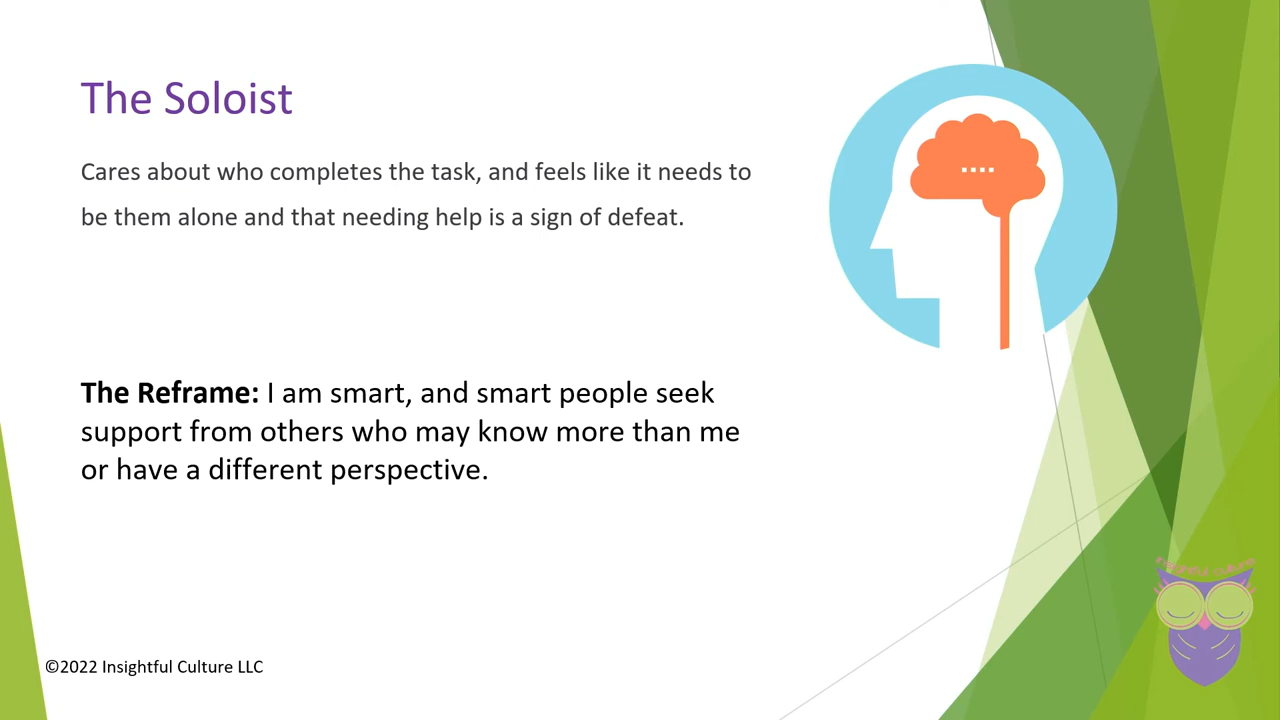 The Soloist
Cares about who completes the task, and feels like it needs to
be them alone and that needing help is a sign of defeat.
The Reframe: I am smart, and smart people seek
support from others who may know more than me
or have a different perspective.
insightful culture
©2022 Insightful Culture LLC